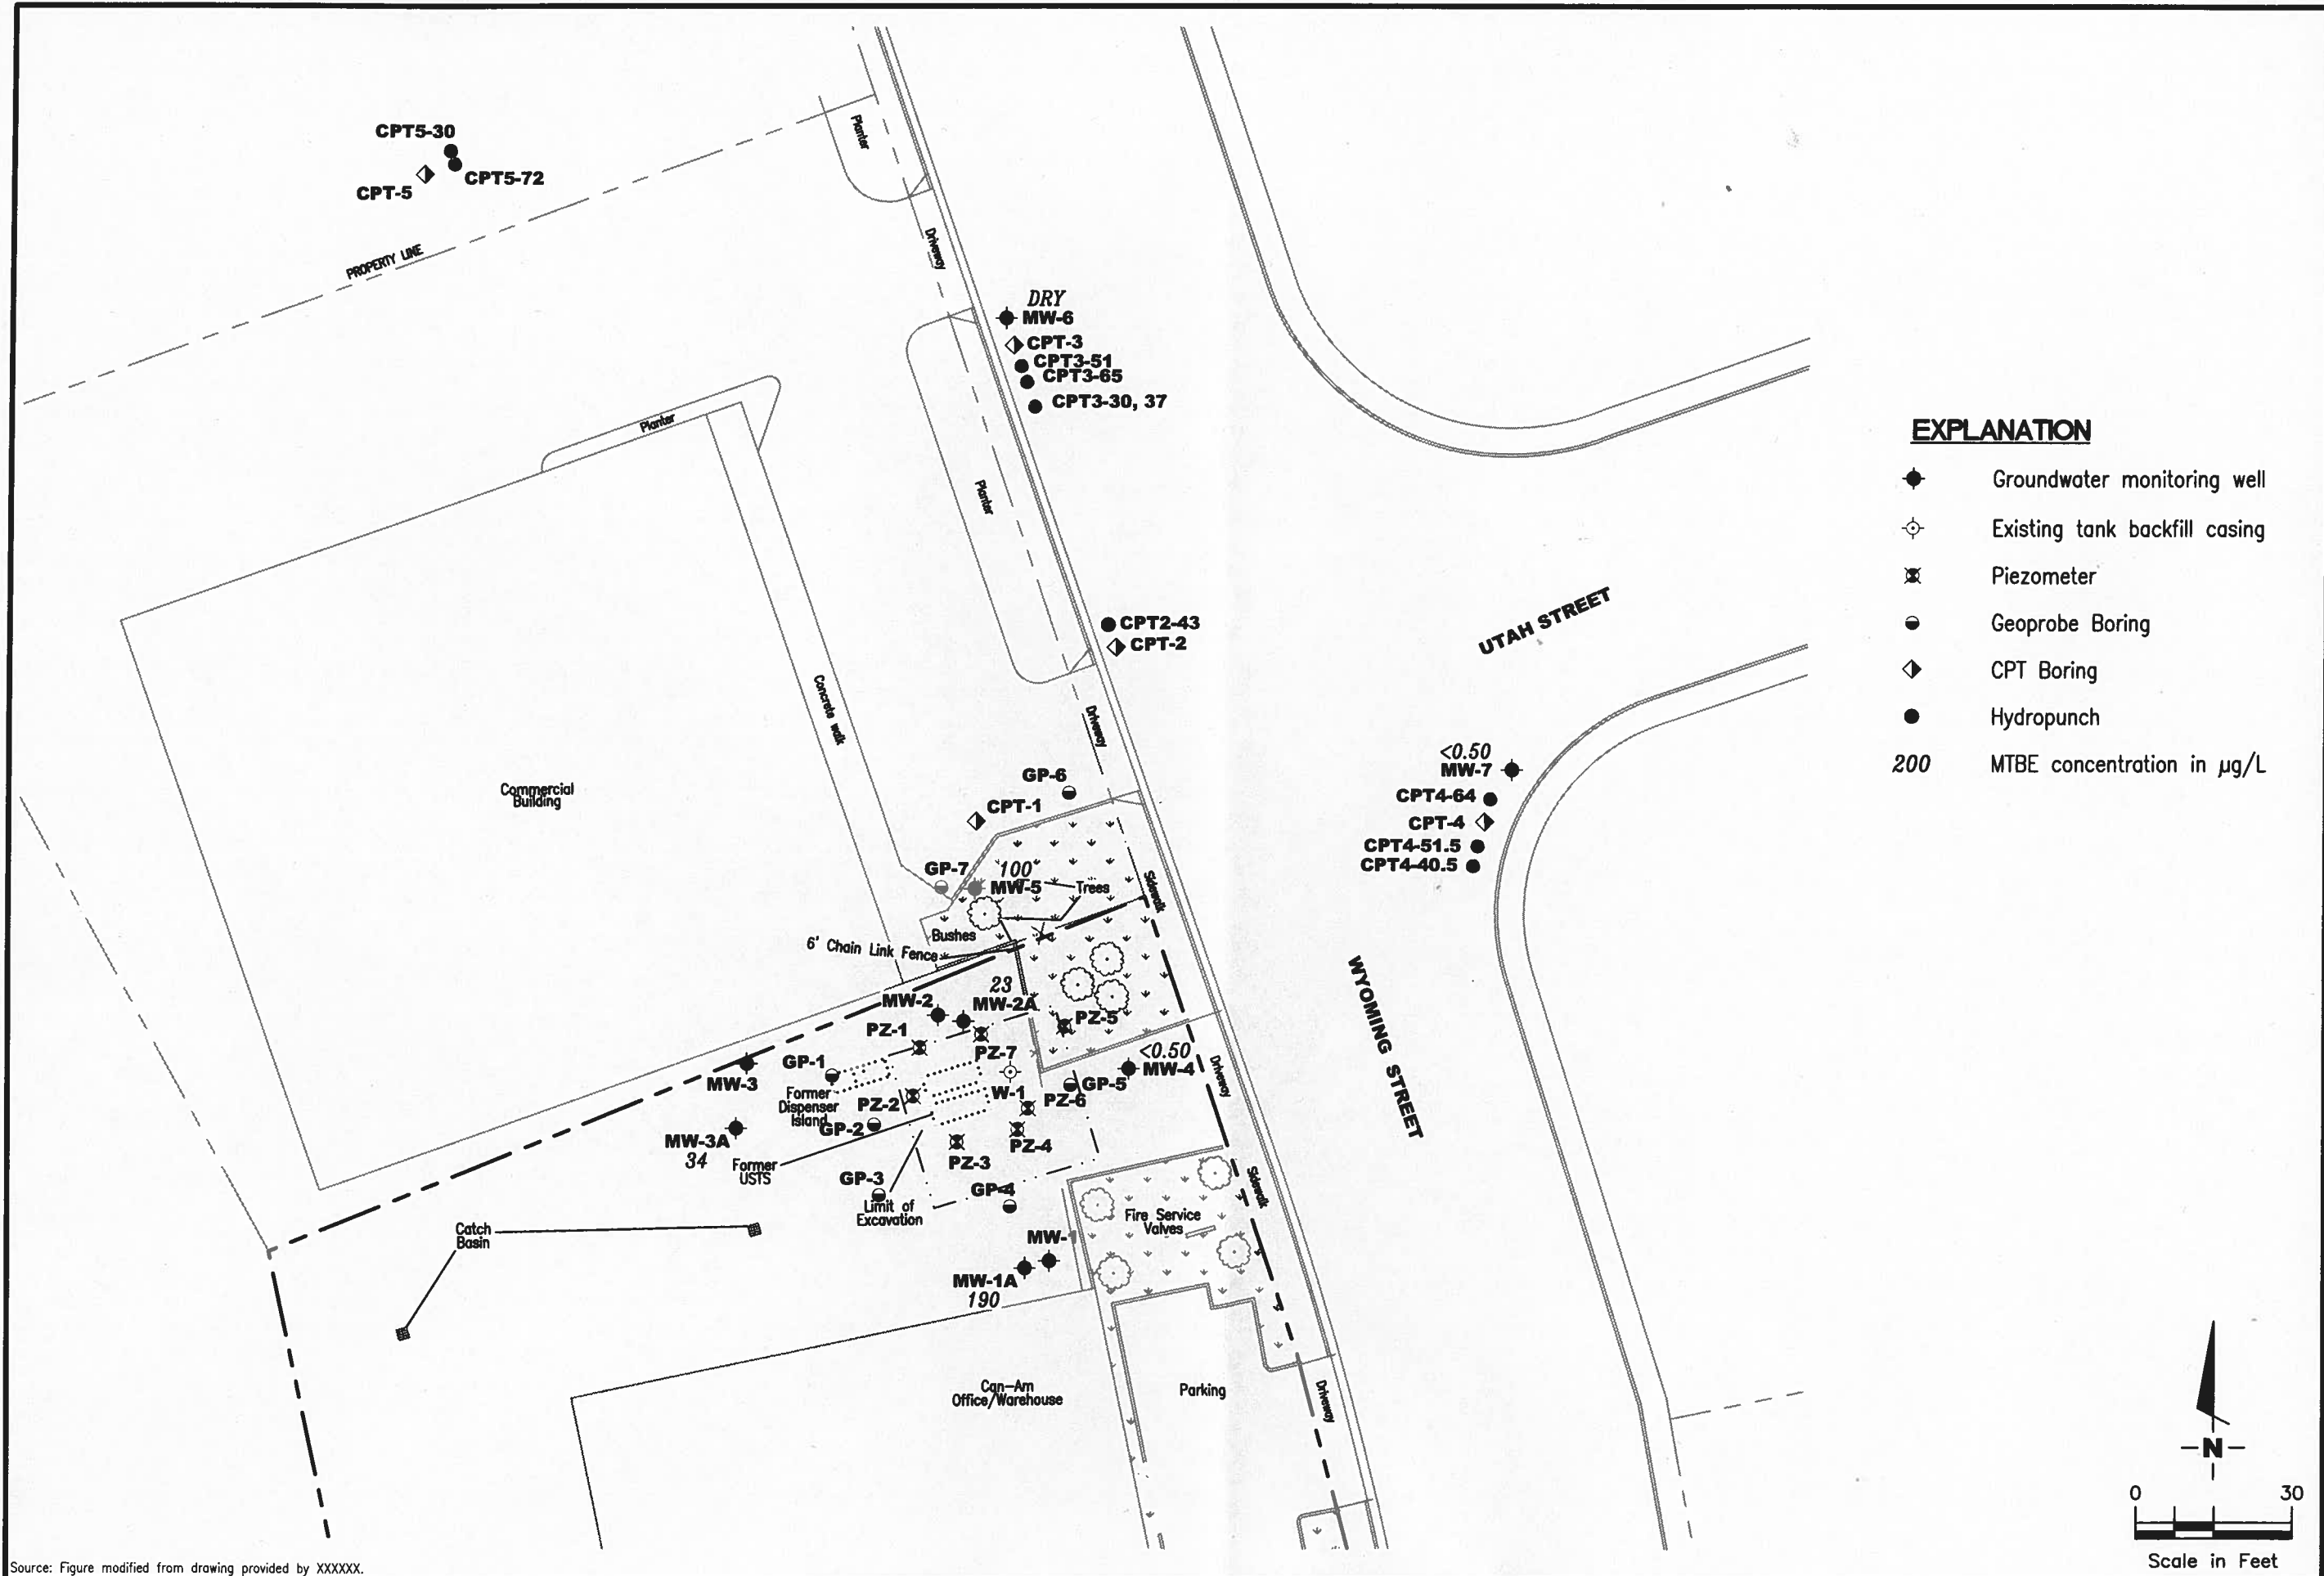 CPT5-30
CPT5-72
CPT-5
PROPERTY LINE
Planter
Driveway
DRY
MW-6
CPT-3
CPT3-51
CPT3-65
CPT3-30, 37
Planter
Planter
Concrete walk
Commercial
Building
CPT2-43
CPT-2
Driveway
UTAH STREET
WYOMING STREET
<0.50
MW-7
CPT4-64
CPT-4
CPT4-51.5
CPT4-40.5
GP-6
CPT-1
GP-7
100
MW-5
Trees
Sidewalk
Bushes
6' Chain Link Fence
23
MW-2
MW-2A
PZ-1
PZ-5
PZ-7
<0.50
MW-4
Driveway
MW-3
GP-1
Former
Dispenser
Island
PZ-2
W-1
PZ-6
GP-5
GP-2
MW-3A
34
Former
USTS
PZ-3
PZ-4
GP-3
GP-4
Limit of
Excavation
Sidewalk
Fire Service
Valves
Catch
Basin
MW-1
MW-1A
190
Can-Am
Office/Warehouse
Parking
Driveway
EXPLANATION
Groundwater monitoring well
Existing tank backfill casing
Piezometer
Geoprobe Boring
CPT Boring
Hydropunch
200 MTBE concentration in µg/L
N
0 30
Scale in Feet
Source: Figure modified from drawing provided by XXXXXX.